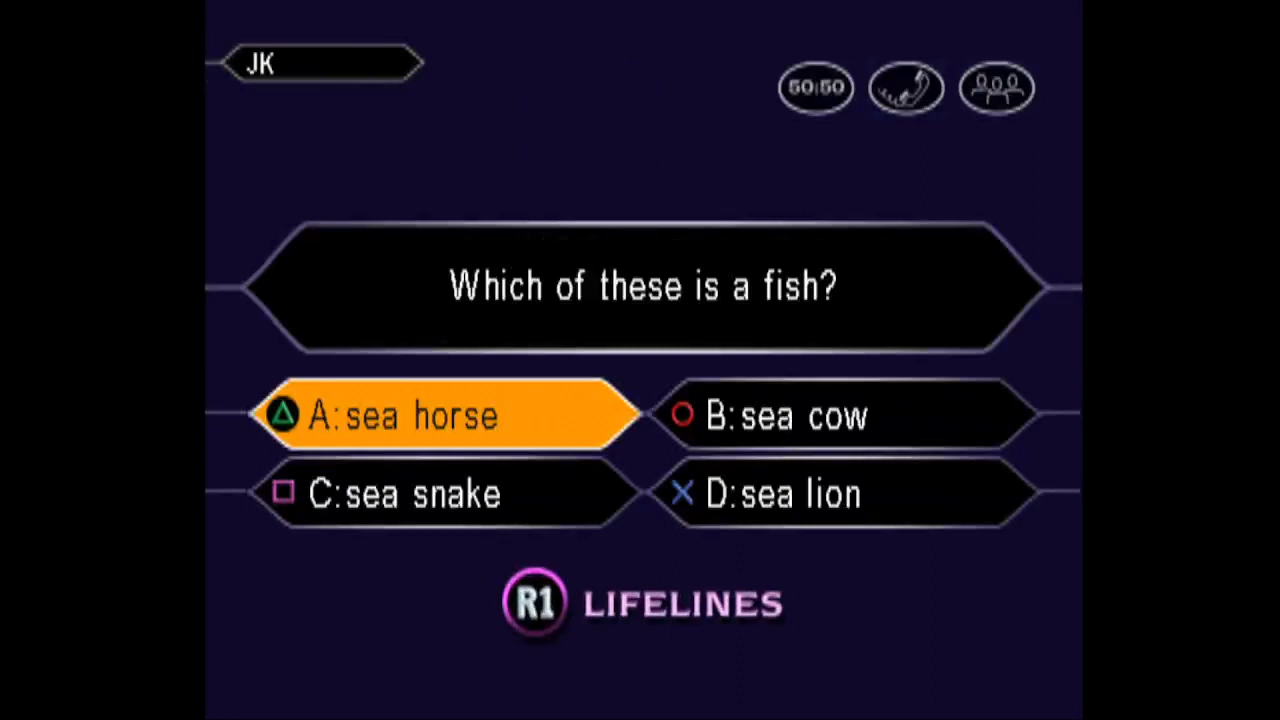 JK
50:50
Which of these is a fish?
A:sea horse
B:sea cow
C:sea snake
D:sea lion
R1 LIFELINES